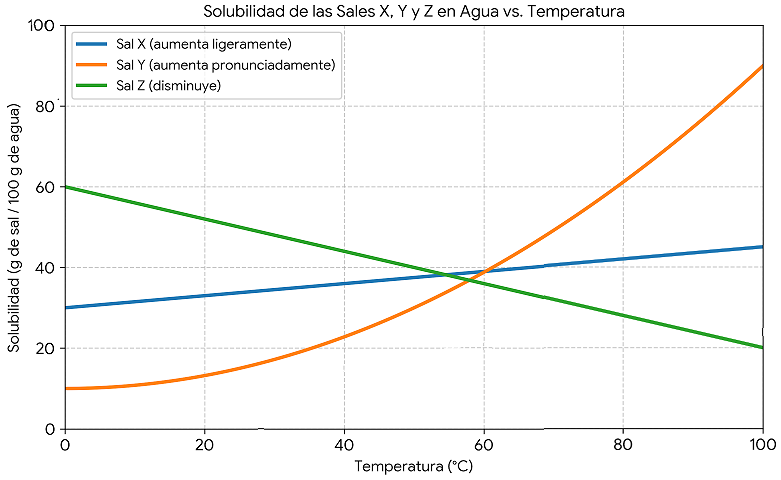 Solubilidad de las Sales X, Y y Z en Agua vs. Temperatura
Sal X (aumenta ligeramente)
Sal Y (aumenta pronunciadamente)
Sal Z (disminuye)
Solubilidad (g de sal / 100 g de agua)
100
80
60
40
20
0
0 20 40 60 80 100
Temperatura (°C)